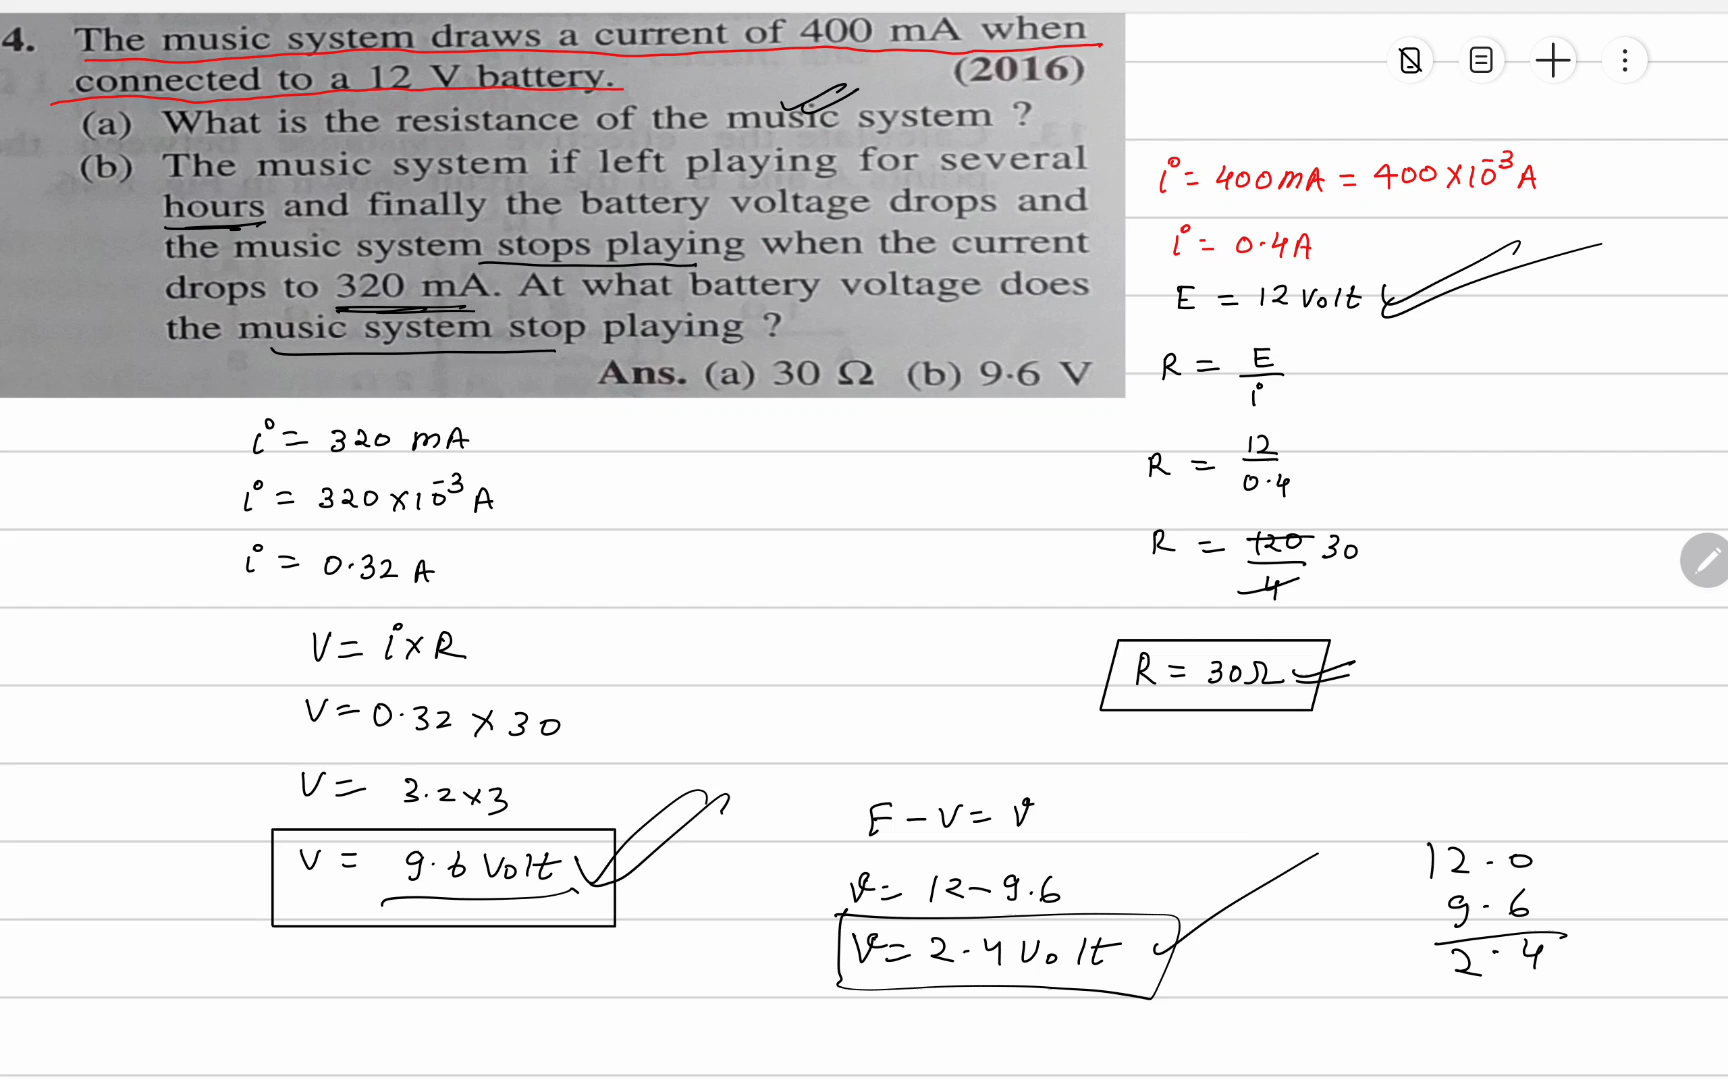 4. The music system draws a current of 400 mA when
connected to a 12 V battery. (2016)
(a) What is the resistance of the music system ?
(b) The music system if left playing for several
hours and finally the battery voltage drops and
the music system stops playing when the current
drops to 320 mA. At what battery voltage does
the music system stop playing ?
Ans. (a) 30 Ω (b) 9·6 V
i = 400mA = 400 x 10⁻³ A
i = 0.4A
E = 12 Volt
R = E/i
R = 12/0.4
R = 120/4 30
R = 30Ω
i = 320 mA
i = 320 x 10⁻³ A
i = 0.32 A
V = i x R
V = 0.32 x 30
V = 3.2 x 3
V = 9.6 Volt
E - V = v
v = 12 - 9.6
v = 2.4 Volt
12.0
9.6
2.4